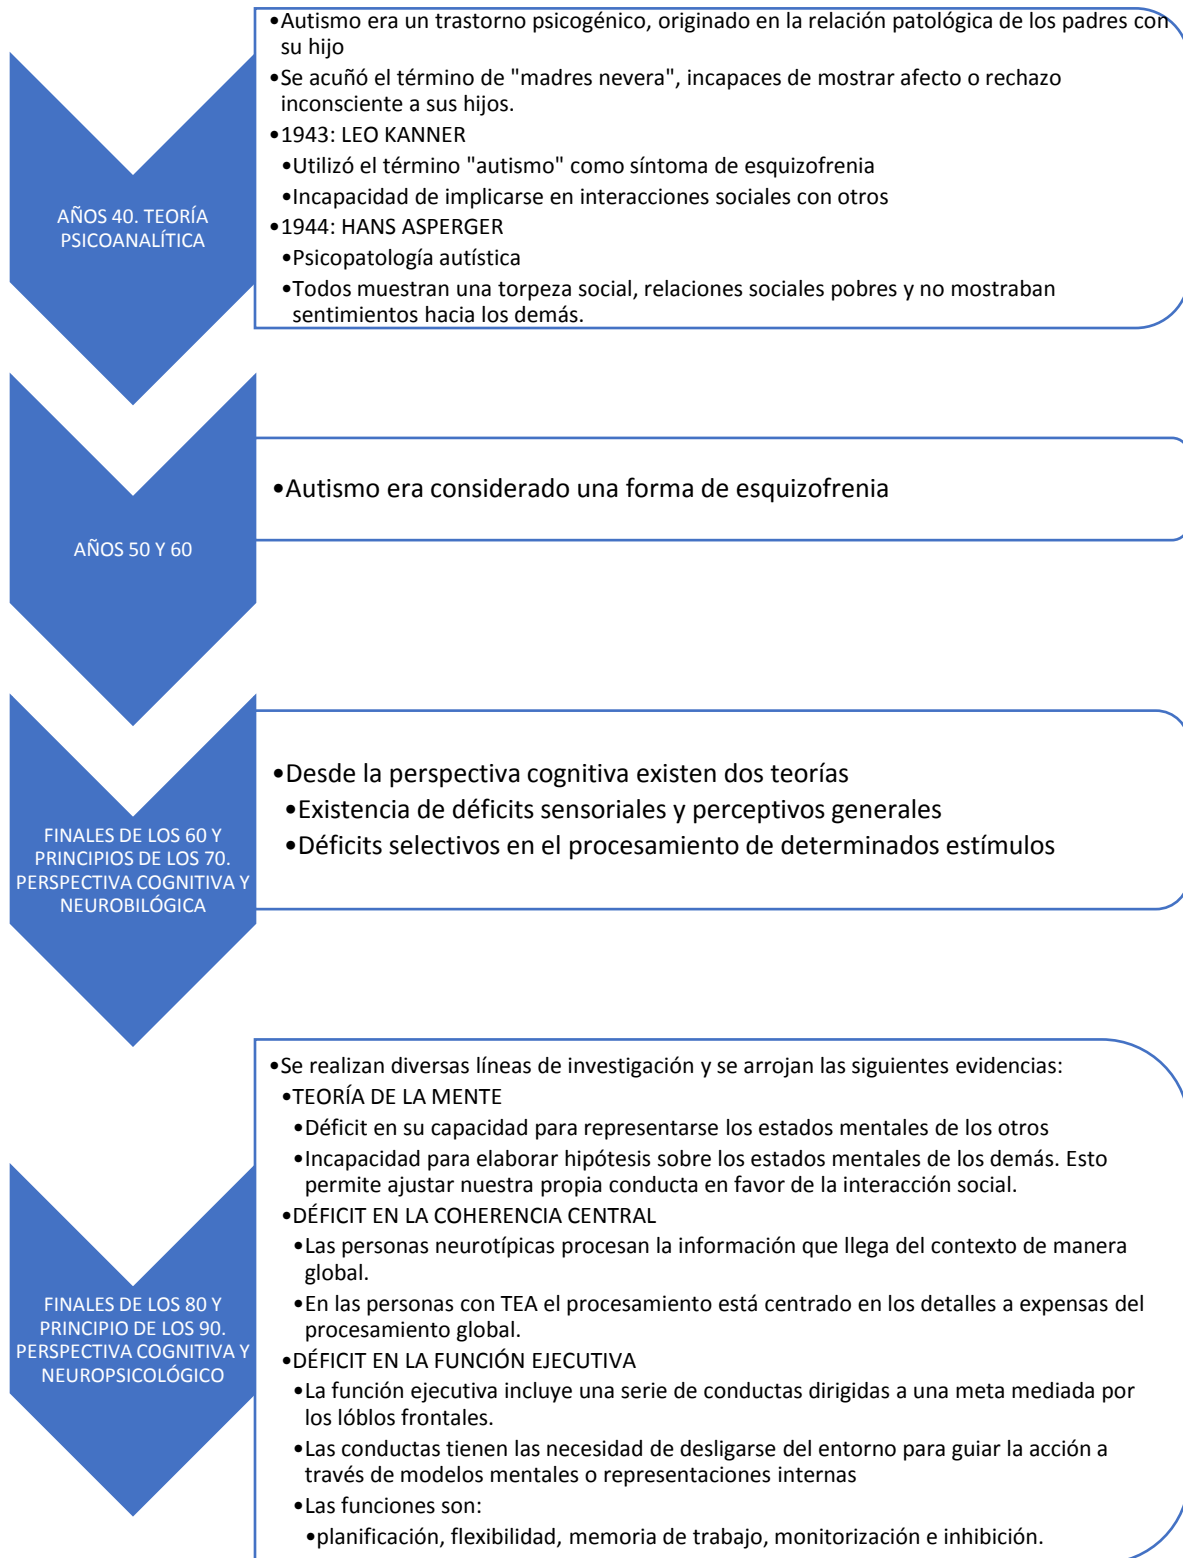 •Autismo era un trastorno psicogénico, originado en la relación patológica de los padres con
su hijo
•Se acuñó el término de "madres nevera", incapaces de mostrar afecto o rechazo
inconsciente a sus hijos.
•1943: LEO KANNER
•Utilizó el término "autismo" como síntoma de esquizofrenia
•Incapacidad de implicarse en interacciones sociales con otros
•1944: HANS ASPERGER
•Psicopatología autística
•Todos muestran una torpeza social, relaciones sociales pobres y no mostraban
sentimientos hacia los demás.
AÑOS 40. TEORÍA
PSICOANALÍTICA
•Autismo era considerado una forma de esquizofrenia
AÑOS 50 Y 60
•Desde la perspectiva cognitiva existen dos teorías
•Existencia de déficits sensoriales y perceptivos generales
•Déficits selectivos en el procesamiento de determinados estímulos
FINALES DE LOS 60 Y
PRINCIPIOS DE LOS 70.
PERSPECTIVA COGNITIVA Y
NEUROBILÓGICA
•Se realizan diversas líneas de investigación y se arrojan las siguientes evidencias:
•TEORÍA DE LA MENTE
•Déficit en su capacidad para representarse los estados mentales de los otros
•Incapacidad para elaborar hipótesis sobre los estados mentales de los demás. Esto
permite ajustar nuestra propia conducta en favor de la interacción social.
•DÉFICIT EN LA COHERENCIA CENTRAL
•Las personas neurotípicas procesan la información que llega del contexto de manera
global.
•En las personas con TEA el procesamiento está centrado en los detalles a expensas del
procesamiento global.
•DÉFICIT EN LA FUNCIÓN EJECUTIVA
•La función ejecutiva incluye una serie de conductas dirigidas a una meta mediada por
los lóblos frontales.
•Las conductas tienen las necesidad de desligarse del entorno para guiar la acción a
través de modelos mentales o representaciones internas
•Las funciones son:
•planificación, flexibilidad, memoria de trabajo, monitorización e inhibición.
FINALES DE LOS 80 Y
PRINCIPIO DE LOS 90.
PERSPECTIVA COGNITIVA Y
NEUROPSICOLÓGICO